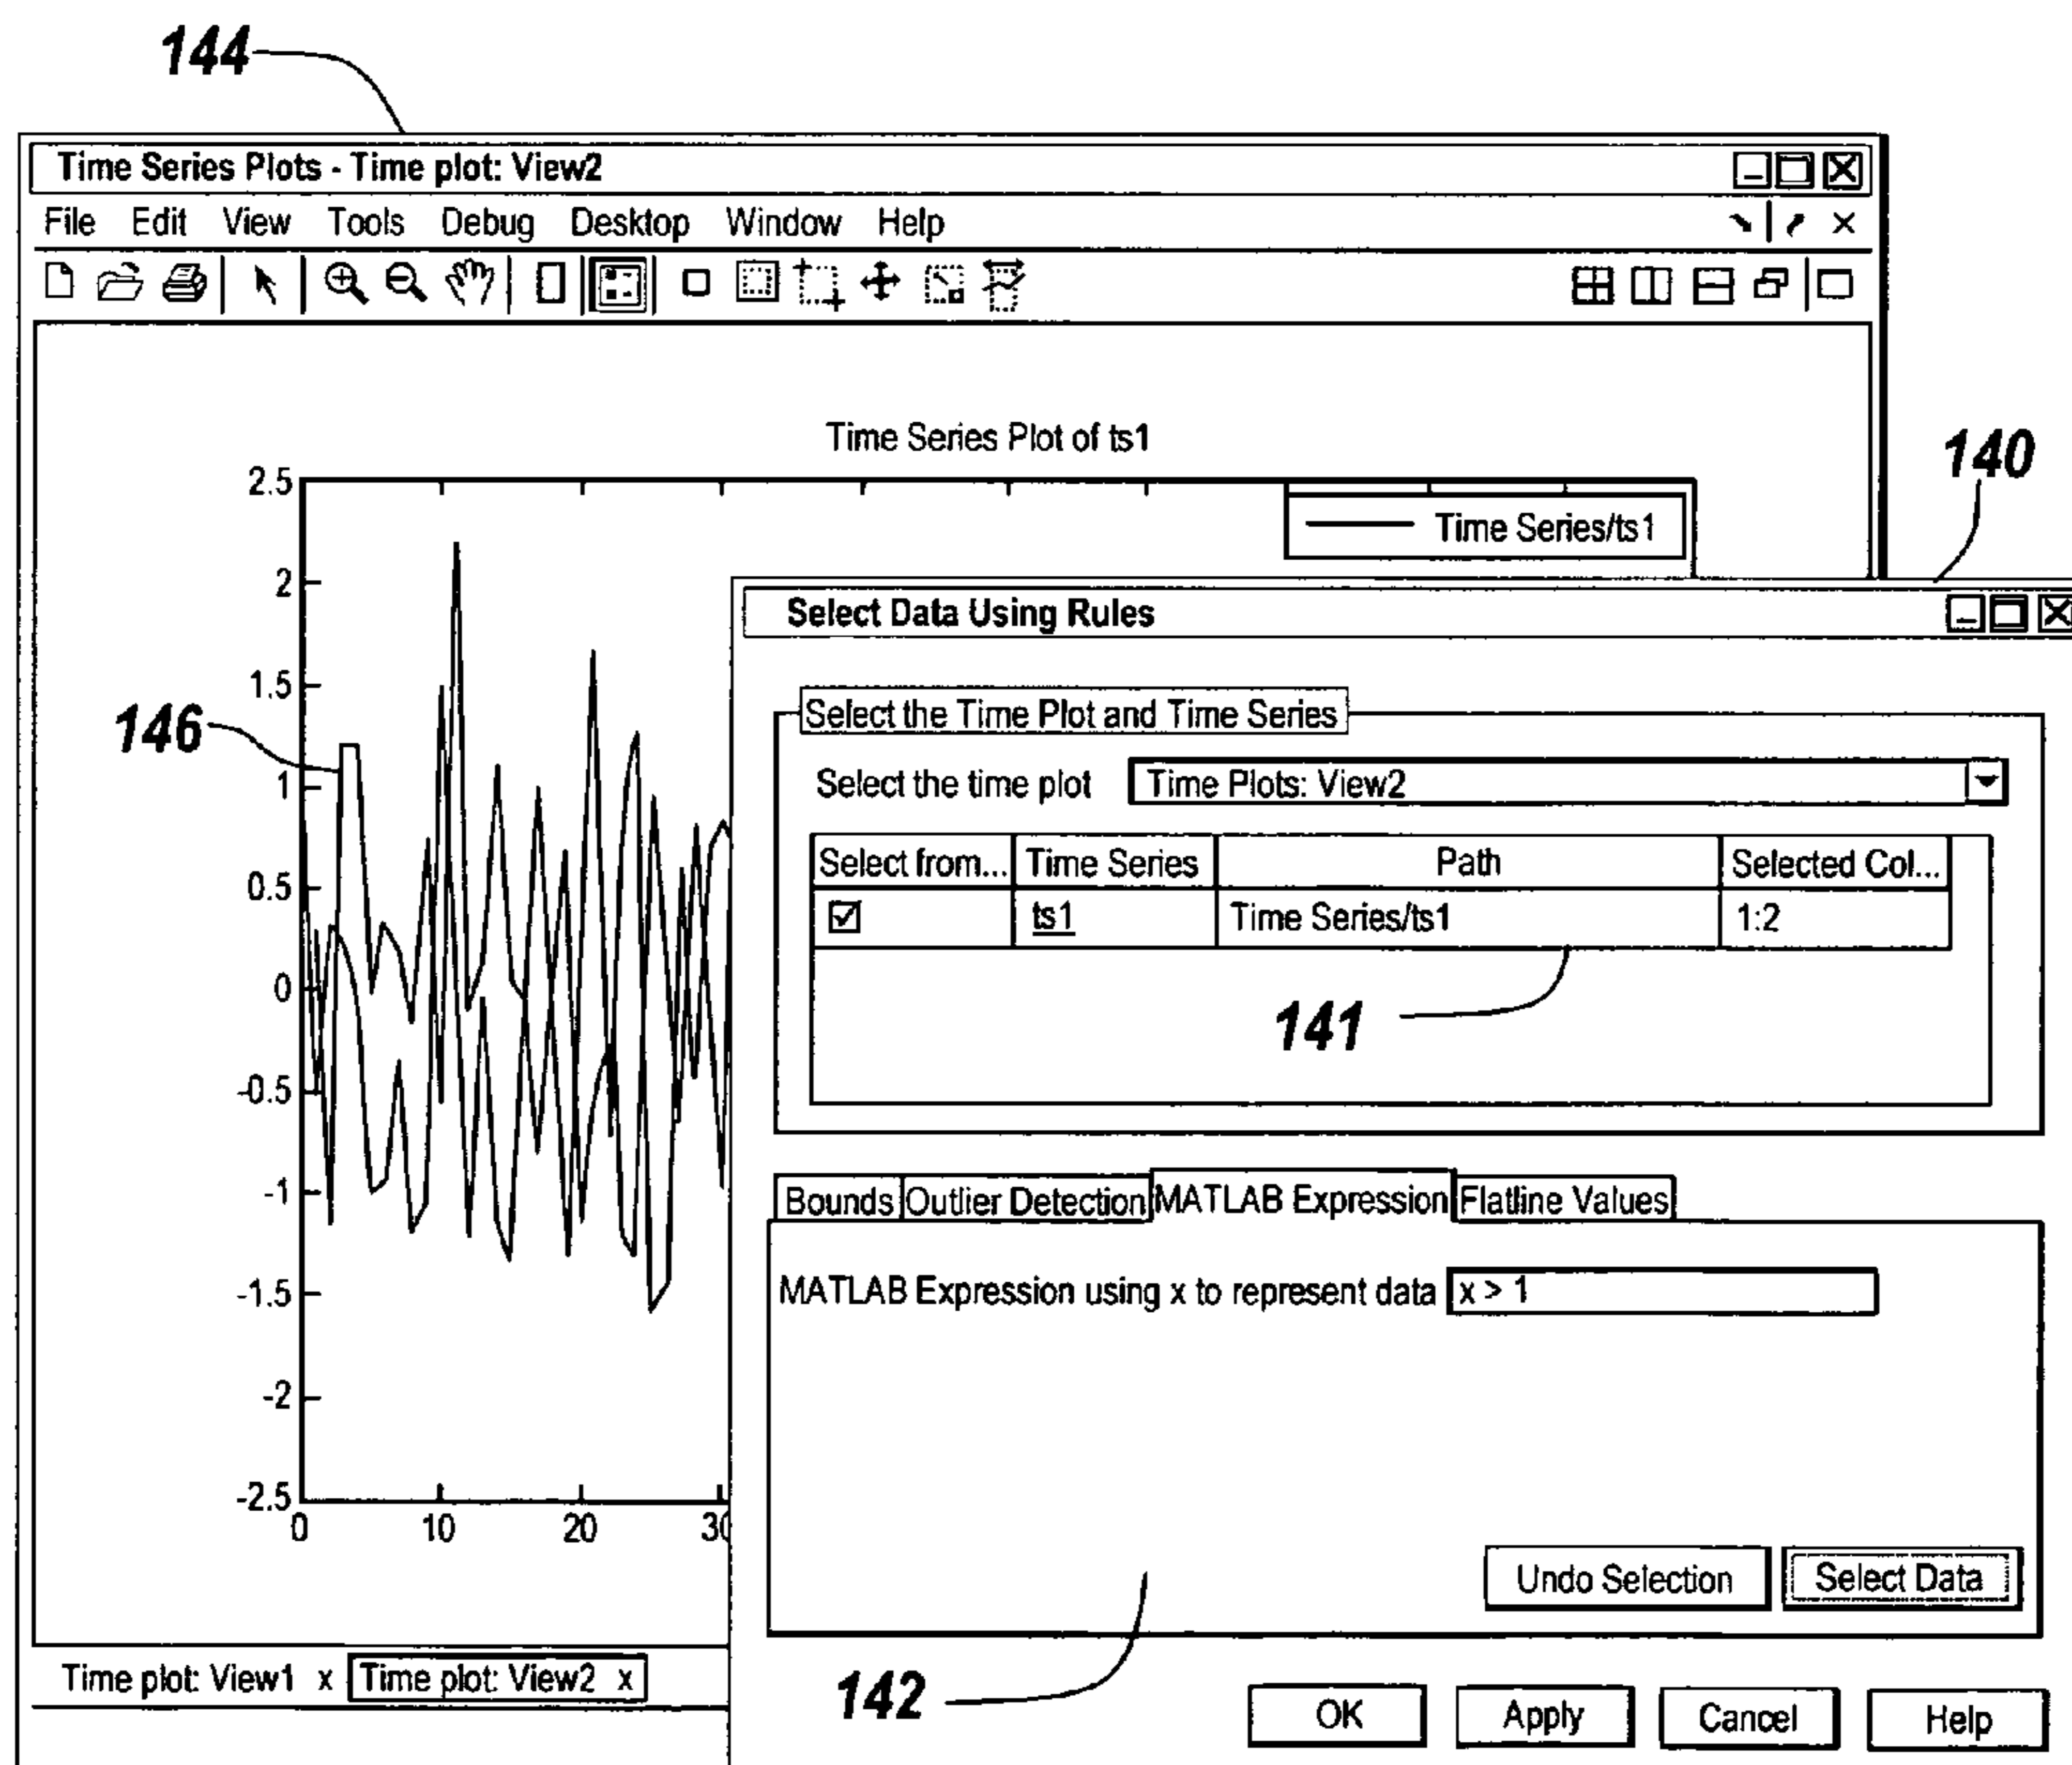 144
Time Series Plots - Time plot: View2
File Edit View Tools Debug Desktop Window Help
Time Series Plot of ts1
140
2.5
Time Series/ts1
2
Select Data Using Rules
1.5
146
Select the Time Plot and Time Series
1
Select the time plot Time Plots: View2
Select from... Time Series Path Selected Col...
0.5
ts1 Time Series/ts1 1:2
0
141
-0.5
-1
Bounds Outlier Detection MATLAB Expression Flatline Values
-1.5
MATLAB Expression using x to represent data x > 1
-2
-2.5
0 10 20 30
Undo Selection Select Data
Time plot: View1 x Time plot: View2 x
142
OK Apply Cancel Help